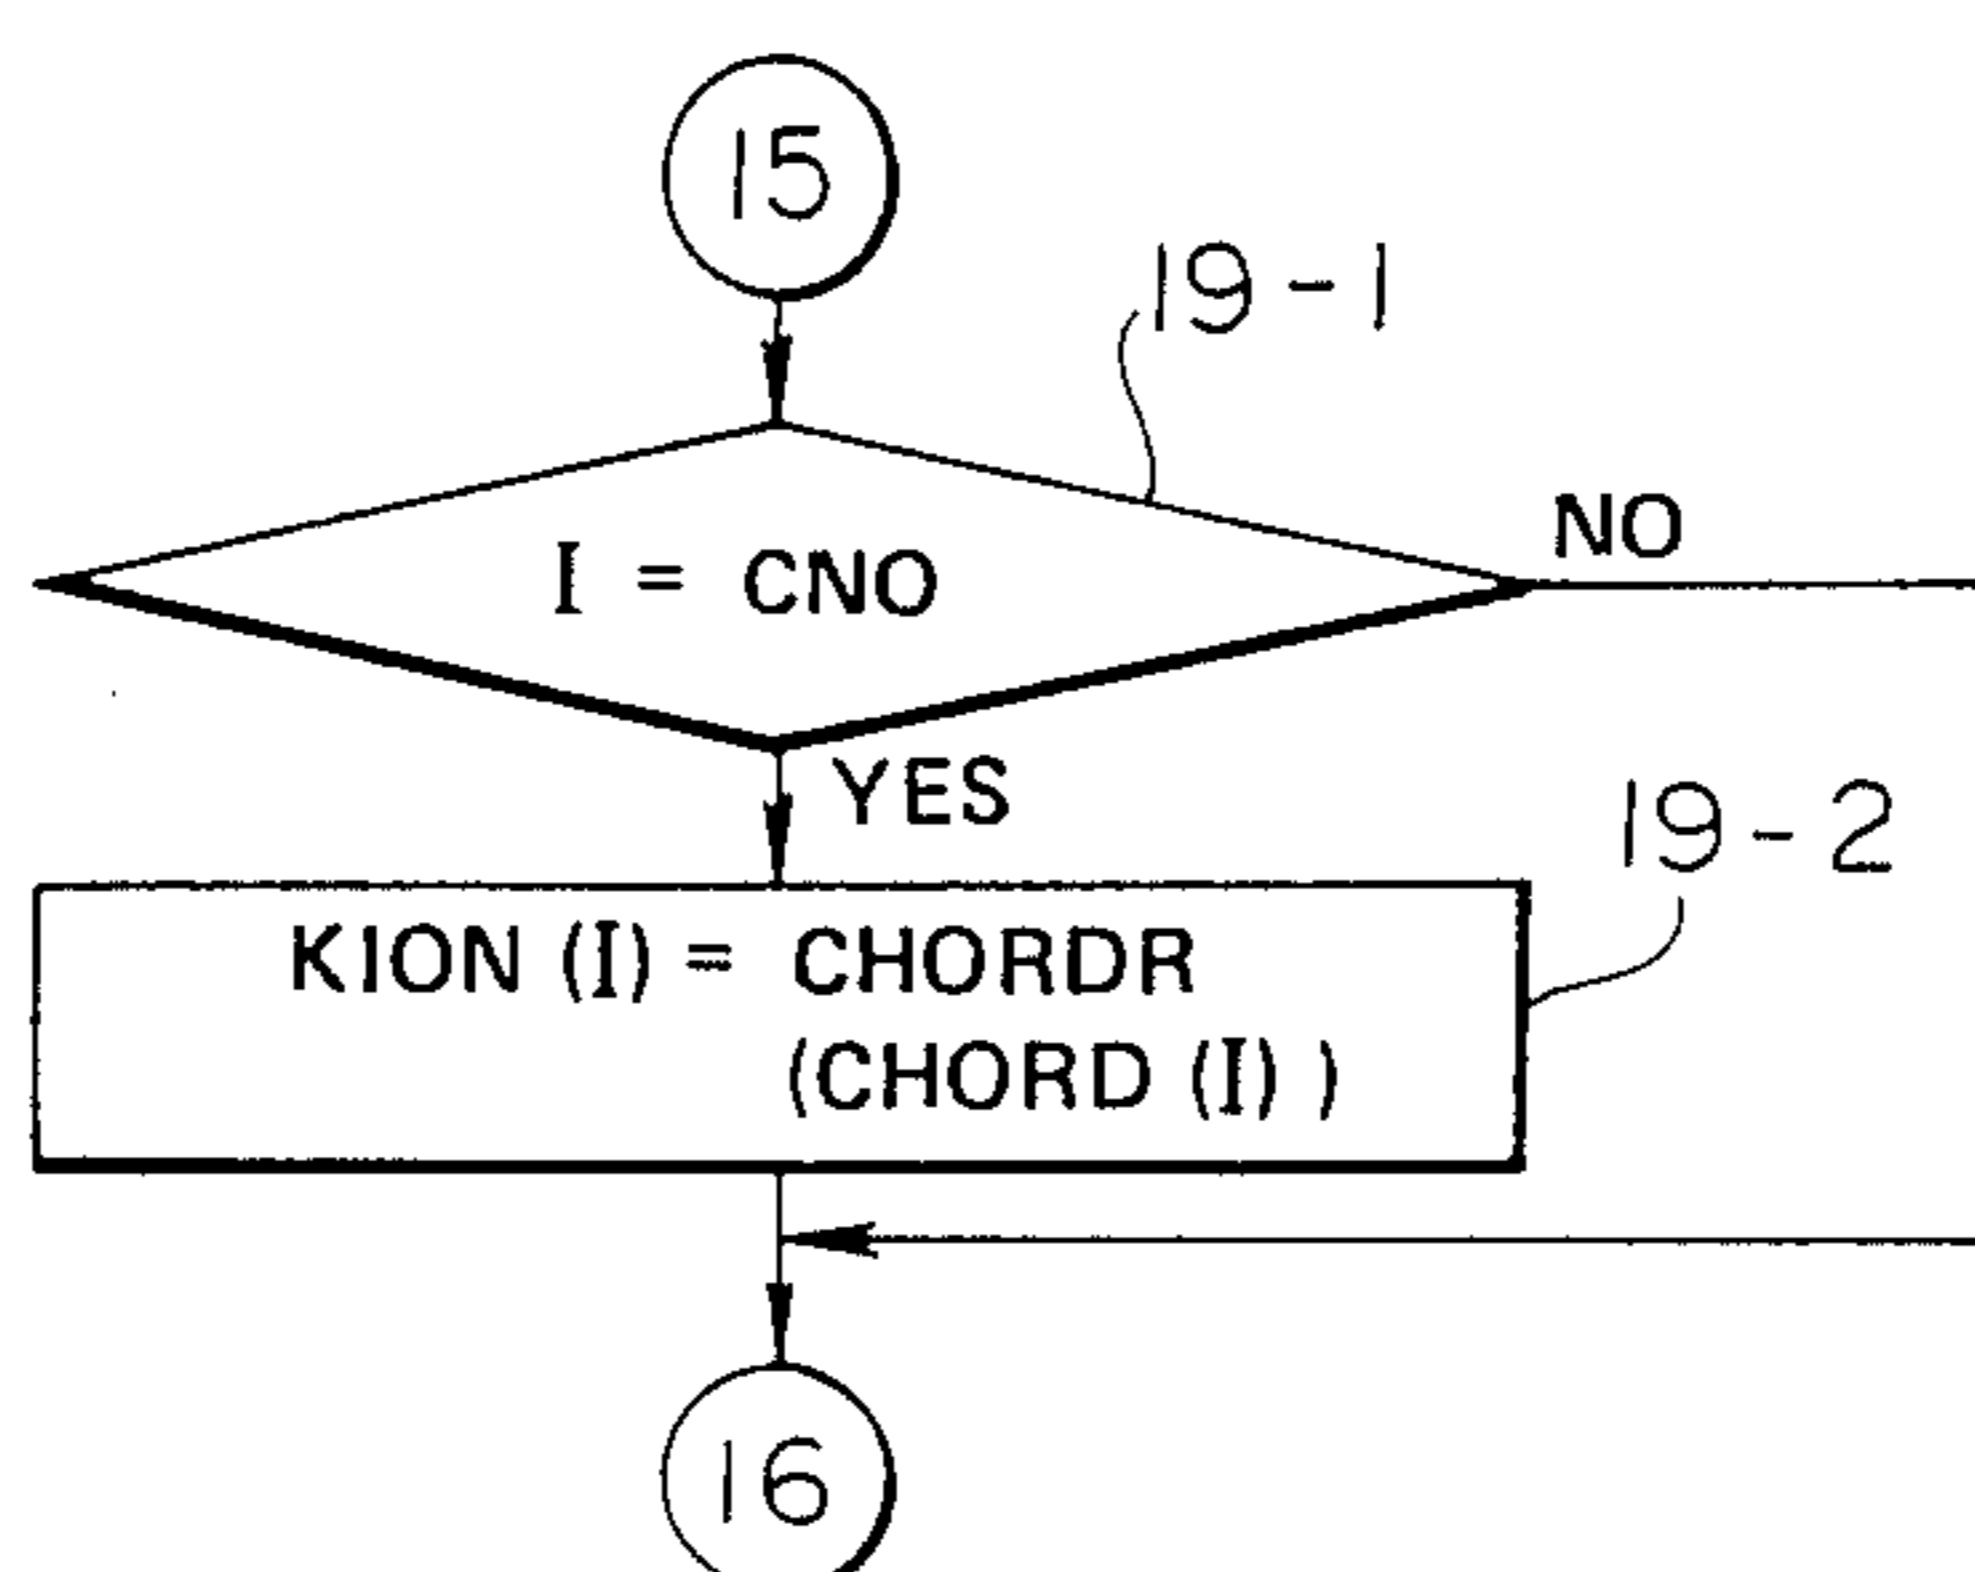 15
19-1
NO
I = CNO
YES
19-2
KION (I) = CHORDR
(CHORD (I) )
16